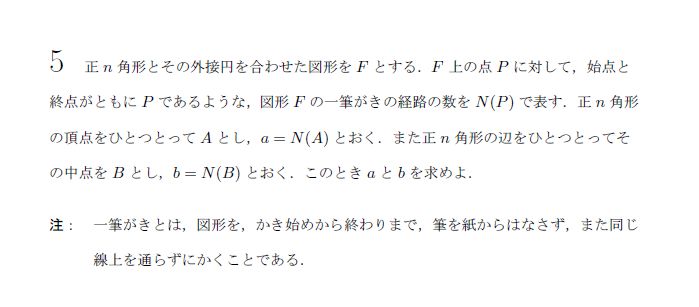 5 正 n 角形とその外接円を合わせた図形を F とする．F 上の点 P に対して，始点と
終点がともに P であるような，図形 F の一筆がきの経路の数を N(P) で表す．正 n 角形
の頂点をひとつとって A とし，a = N(A) とおく．また正 n 角形の辺をひとつとってそ
の中点を B とし，b = N(B) とおく．このとき a と b を求めよ．
注： 一筆がきとは，図形を，かき始めから終わりまで，筆を紙からはなさず，また同じ
線上を通らずにかくことである．